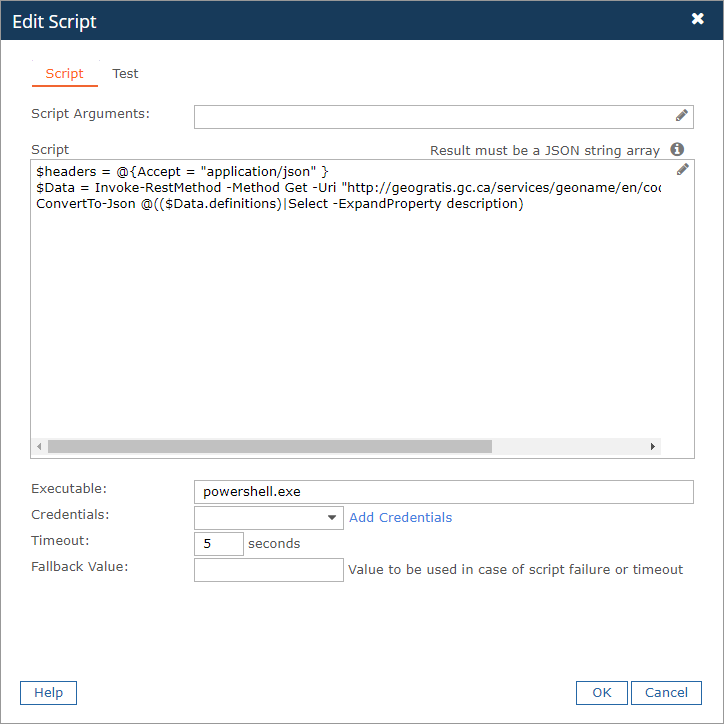 Edit Script
Script Test
Script Arguments:
Script Result must be a JSON string array
$headers = @{Accept = "application/json" }
$Data = Invoke-RestMethod -Method Get -Uri "http://geogratis.gc.ca/services/geoname/en/coc
ConvertTo-Json @(($Data.definitions)|Select -ExpandProperty description)
Executable: powershell.exe
Credentials: Add Credentials
Timeout: 5 seconds
Fallback Value: Value to be used in case of script failure or timeout
Help OK Cancel